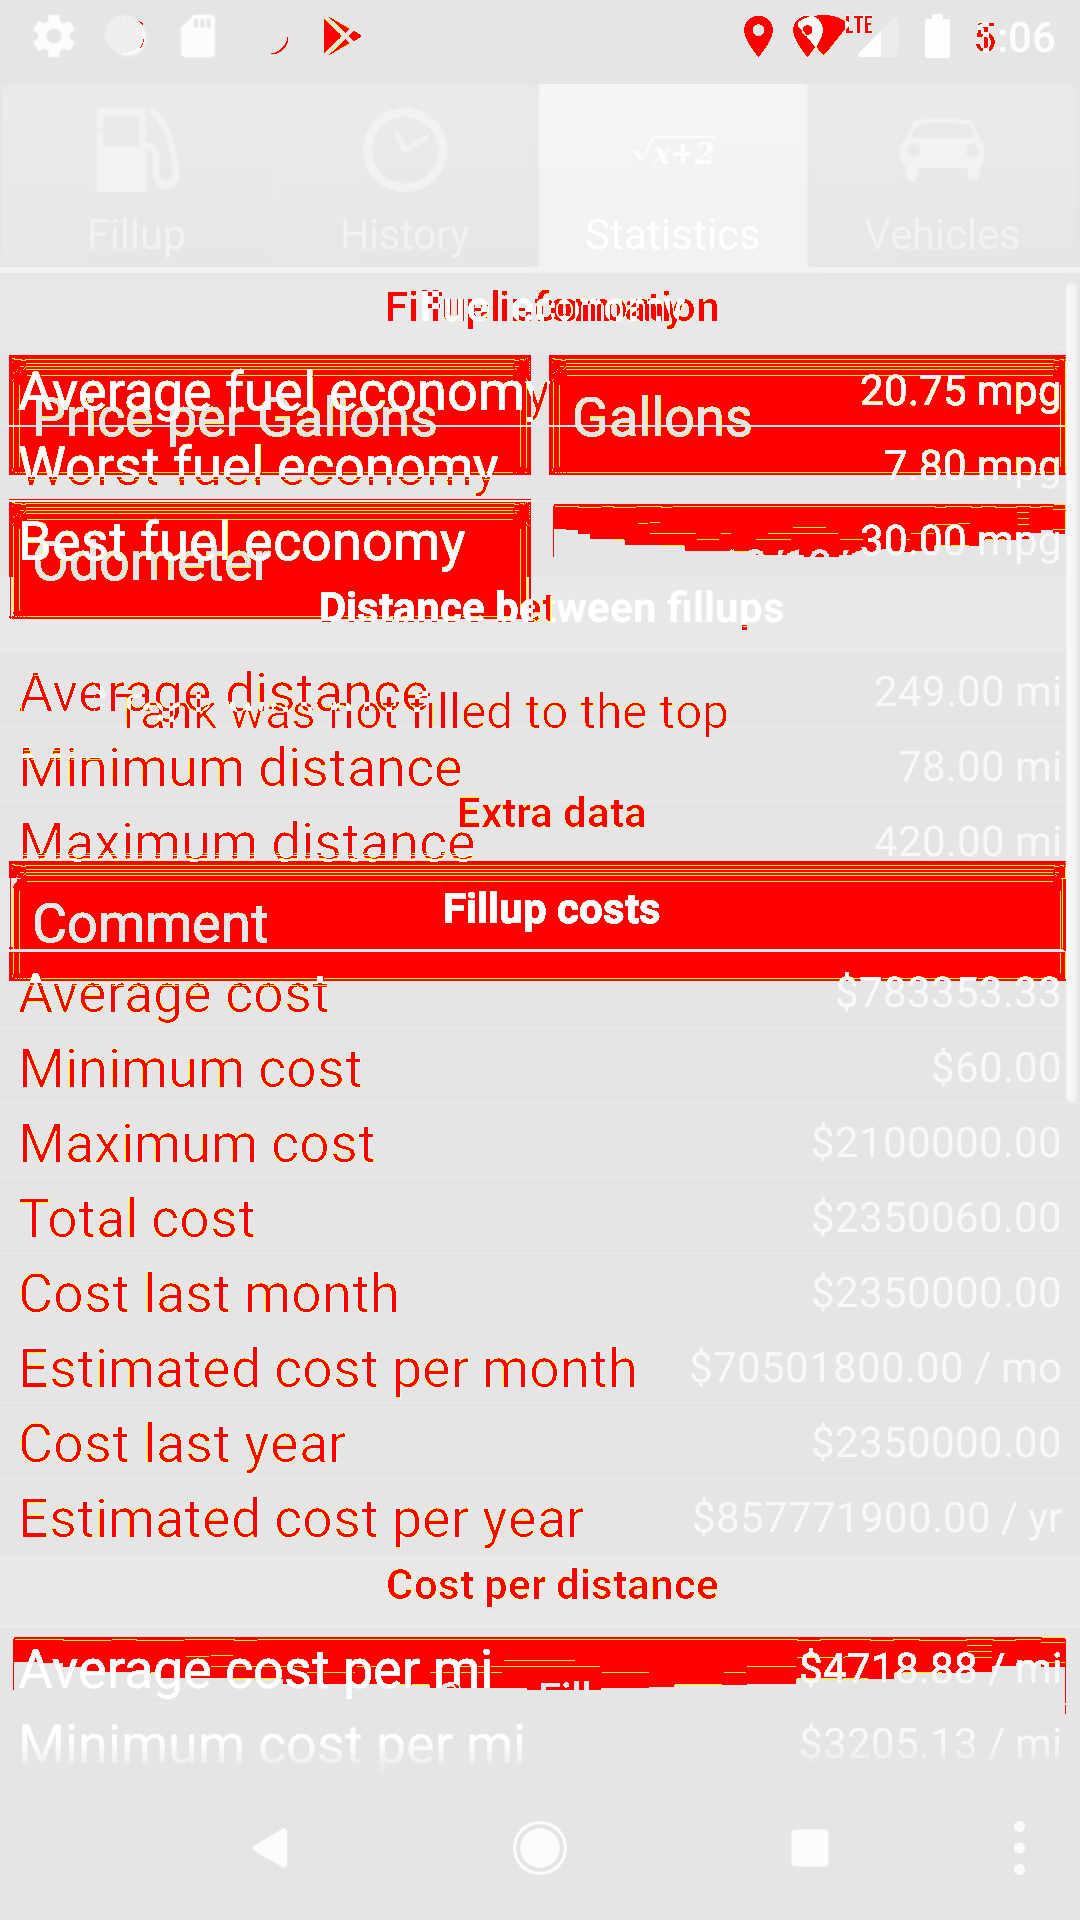 LTE :06
Fillup History Statistics Vehicles
Average fuel economy 20.75 mpg
Price per Gallons Gallons
Worst fuel economy 7.80 mpg
Best fuel economy 30.00 mpg
Odometer
Distance between fillups
Average distance 249.00 mi
Tank was not filled to the top
Minimum distance 78.00 mi
Extra data
Maximum distance 420.00 mi
Fillup costs
Comment
Average cost $783353.33
Minimum cost $60.00
Maximum cost $2100000.00
Total cost $2350060.00
Cost last month $2350000.00
Estimated cost per month $70501800.00 / mo
Cost last year $2350000.00
Estimated cost per year $857771900.00 / yr
Cost per distance
Average cost per mi $4718.88 / mi
Minimum cost per mi $3205.13 / mi